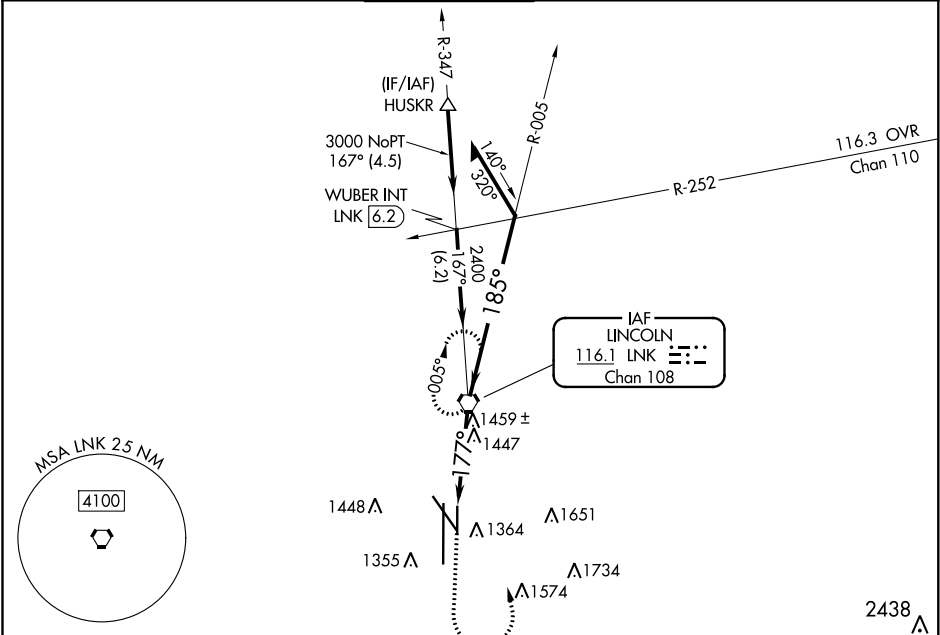 R-347
(IF/IAF)
HUSKR
R-005
3000 NoPT
167° (4.5)
140°
320°
116.3 OVR
Chan 110
R-252
WUBER INT
LNK 6.2
2400
167°
(6.2)
185°
IAF
LINCOLN
116.1 LNK
Chan 108
005°
1459 ±
1447
177°
MSA LNK 25 NM
4100
1448
1364
1651
1355
1734
1574
2438